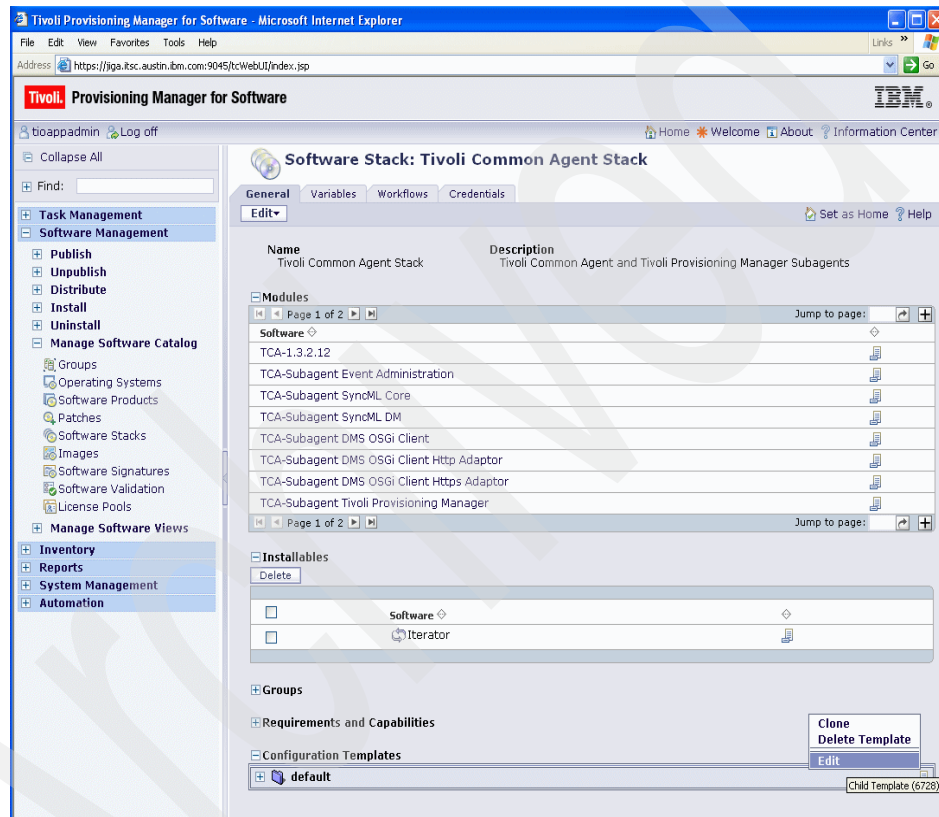 Tivoli Provisioning Manager for Software - Microsoft Internet Explorer
File Edit View Favorites Tools Help Links »
Address https://jiga.itsc.austin.ibm.com:9045/tcWebUI/index.jsp Go
Tivoli. Provisioning Manager for Software IBM®
tioappadmin Log off Home Welcome About Information Center
Collapse All
Find:
Task Management
Software Management
Publish
Unpublish
Distribute
Install
Uninstall
Manage Software Catalog
Groups
Operating Systems
Software Products
Patches
Software Stacks
Images
Software Signatures
Software Validation
License Pools
Manage Software Views
Inventory
Reports
System Management
Automation
Software Stack: Tivoli Common Agent Stack
General Variables Workflows Credentials
Edit Set as Home Help
Name Description
Tivoli Common Agent Stack Tivoli Common Agent and Tivoli Provisioning Manager Subagents
Modules
Page 1 of 2 Jump to page:
Software
TCA-1.3.2.12
TCA-Subagent Event Administration
TCA-Subagent SyncML Core
TCA-Subagent SyncML DM
TCA-Subagent DMS OSGi Client
TCA-Subagent DMS OSGi Client Http Adaptor
TCA-Subagent DMS OSGi Client Https Adaptor
TCA-Subagent Tivoli Provisioning Manager
Page 1 of 2 Jump to page:
Installables
Delete
Software
Iterator
Groups
Requirements and Capabilities
Configuration Templates
default
Clone
Delete Template
Edit
Child Template (6728)